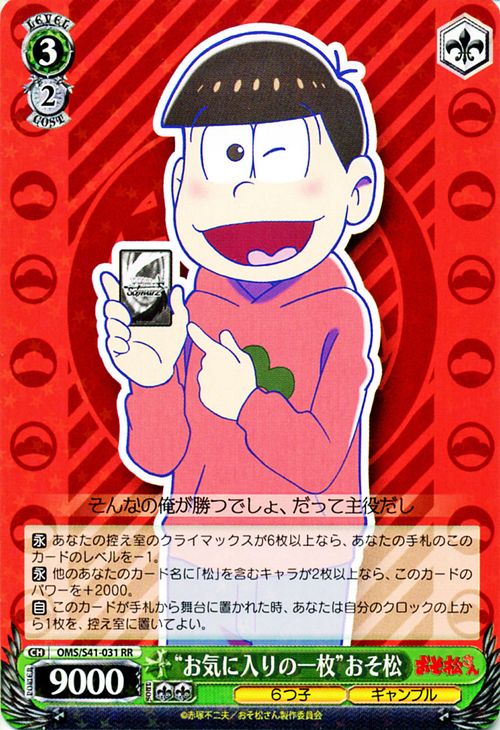 LEVEL
3
2
COST
Schwarz
そんなの俺が勝つでしょ、だって主役だし
永 あなたの控え室のクライマックスが6枚以上なら、あなたの手札のこの
カードのレベルを－1。
永 他のあなたのカード名に「松」を含むキャラが2枚以上なら、このカードの
パワーを+2000。
自 このカードが手札から舞台に置かれた時、あなたは自分のクロックの上か
ら1枚を、控え室に置いてよい。
CH OMS/S41-031 RR
“お気に入りの一枚”おそ松
おそ松さん
POWER
9000
SOUL
6つ子
ギャンブル
©赤塚不二夫／おそ松さん製作委員会